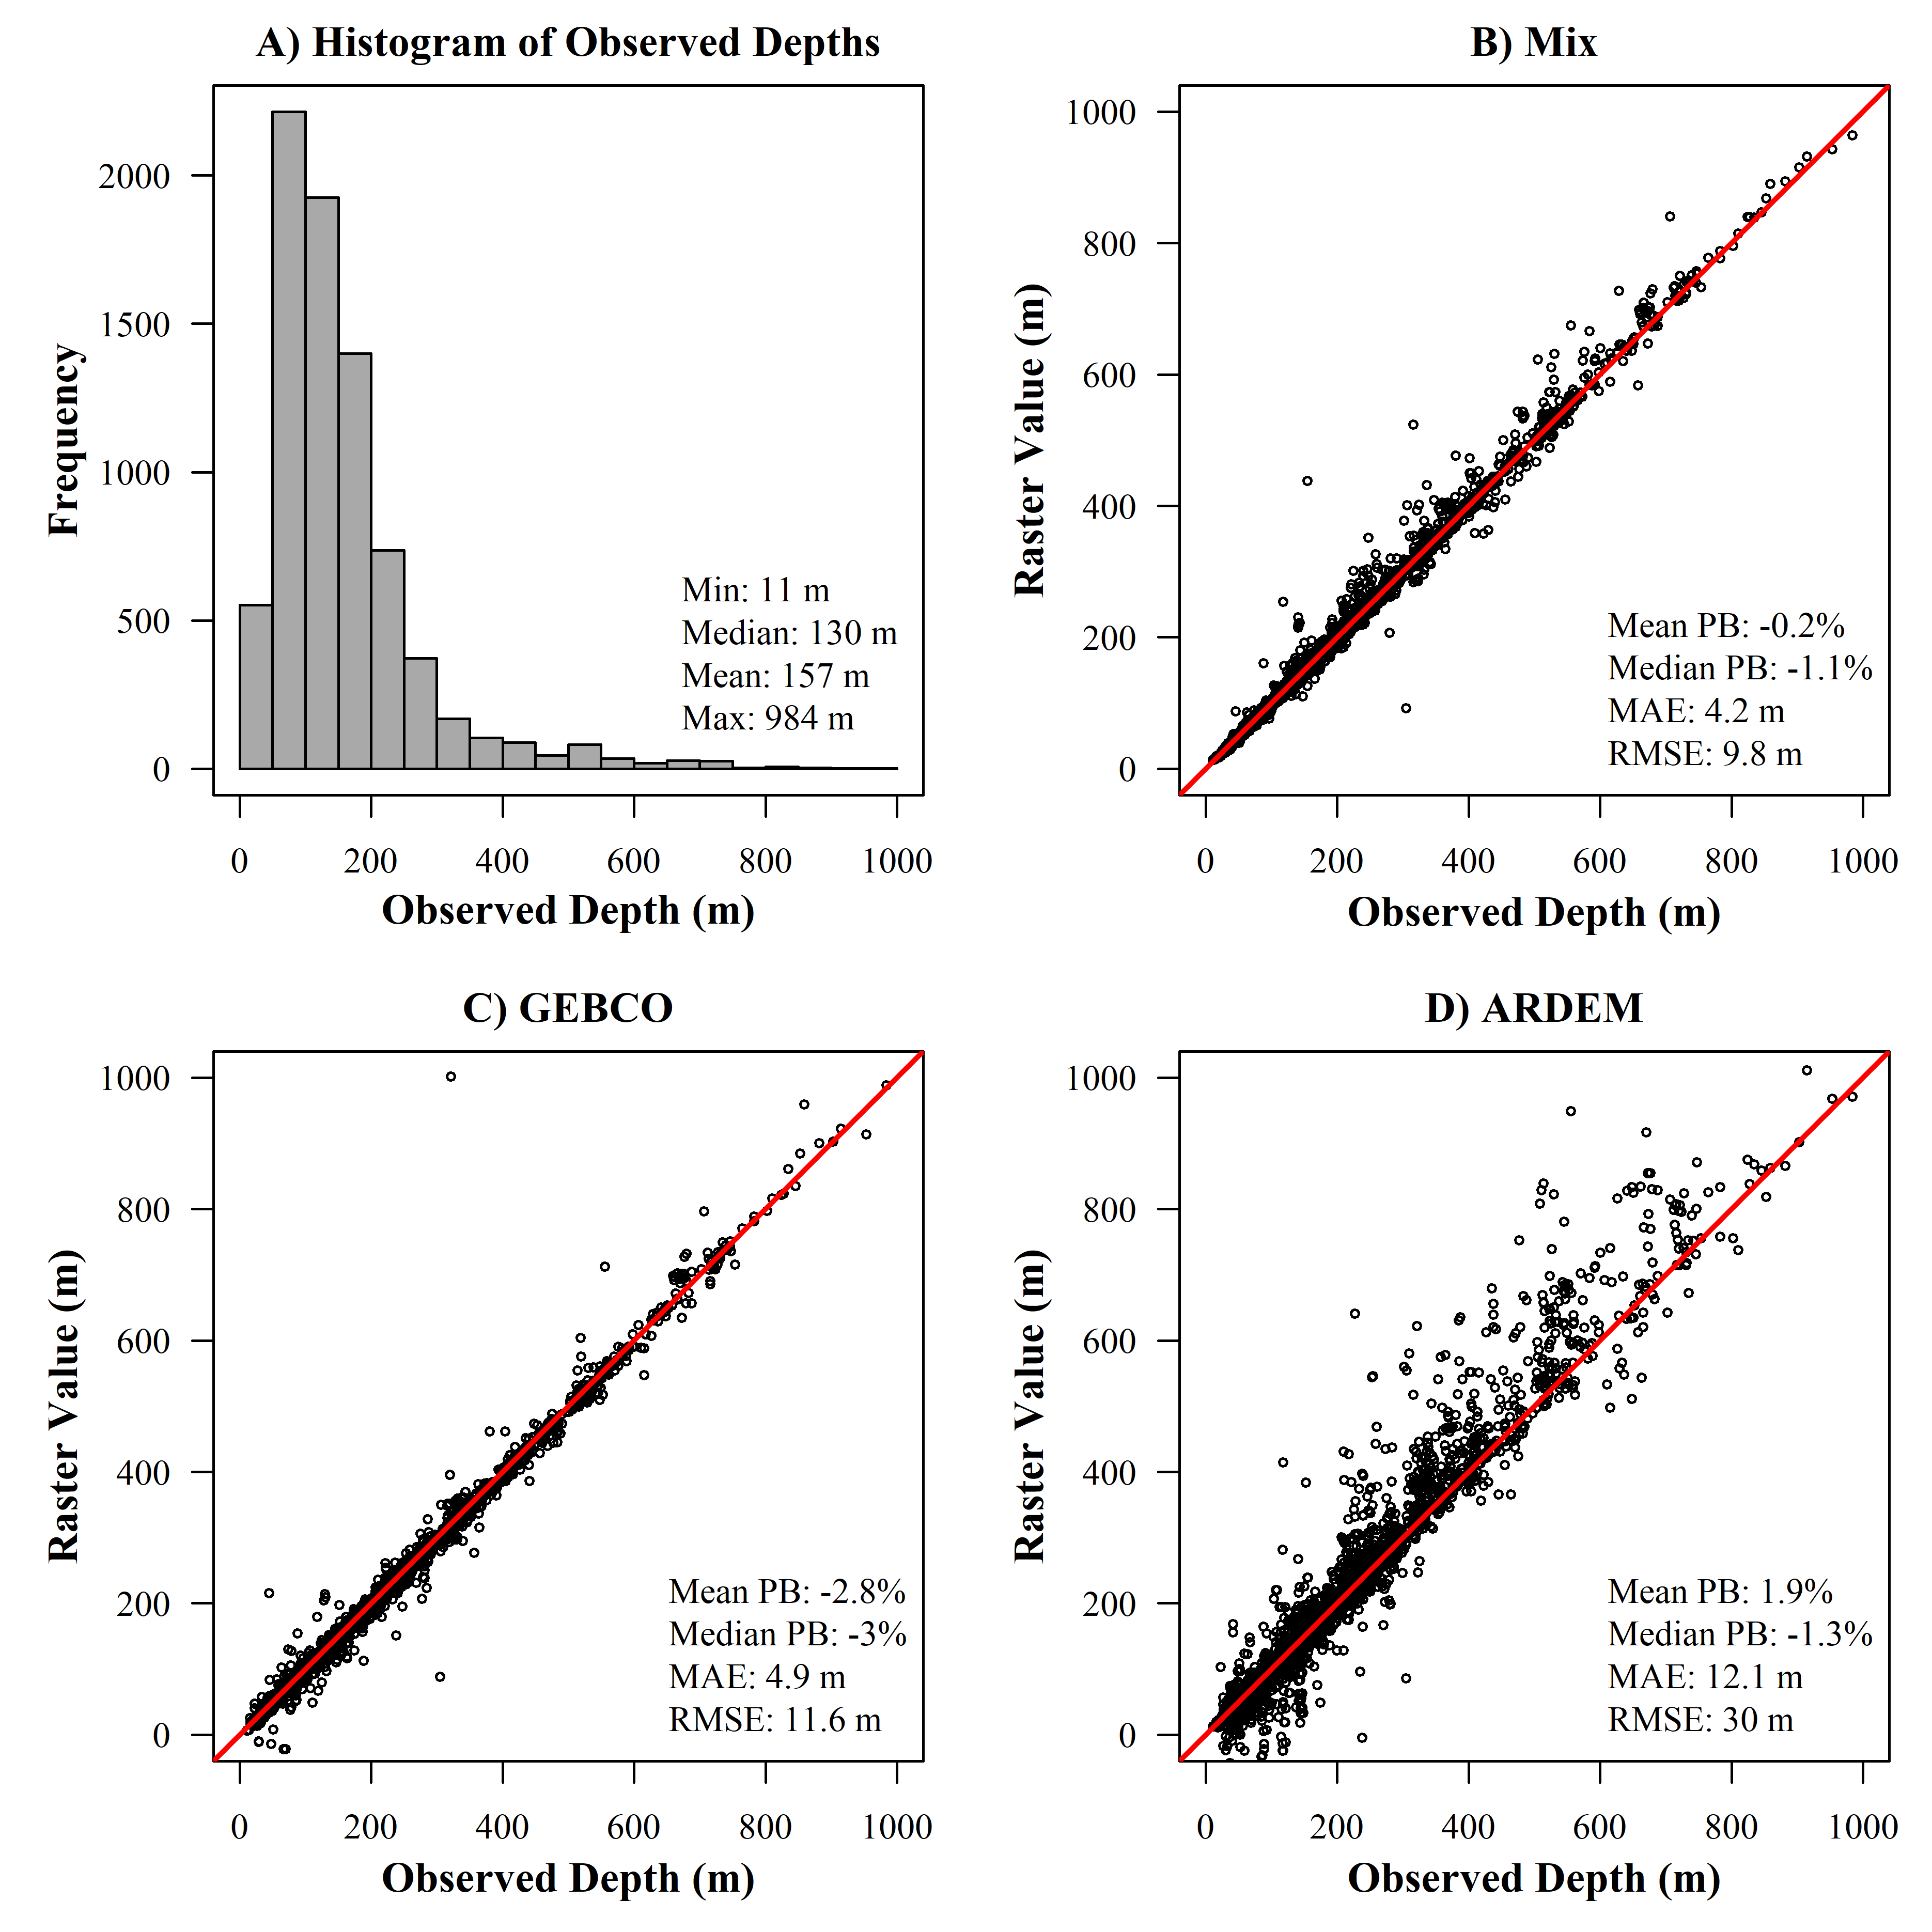 A) Histogram of Observed Depths
2000
1500
1000
500
0
Frequency
Min: 11 m
Median: 130 m
Mean: 157 m
Max: 984 m
0 200 400 600 800 1000
Observed Depth (m)
B) Mix
1000
800
600
400
200
0
Raster Value (m)
Mean PB: -0.2%
Median PB: -1.1%
MAE: 4.2 m
RMSE: 9.8 m
0 200 400 600 800 1000
Observed Depth (m)
C) GEBCO
1000
800
600
400
200
0
Raster Value (m)
Mean PB: -2.8%
Median PB: -3%
MAE: 4.9 m
RMSE: 11.6 m
0 200 400 600 800 1000
Observed Depth (m)
D) ARDEM
1000
800
600
400
200
0
Raster Value (m)
Mean PB: 1.9%
Median PB: -1.3%
MAE: 12.1 m
RMSE: 30 m
0 200 400 600 800 1000
Observed Depth (m)